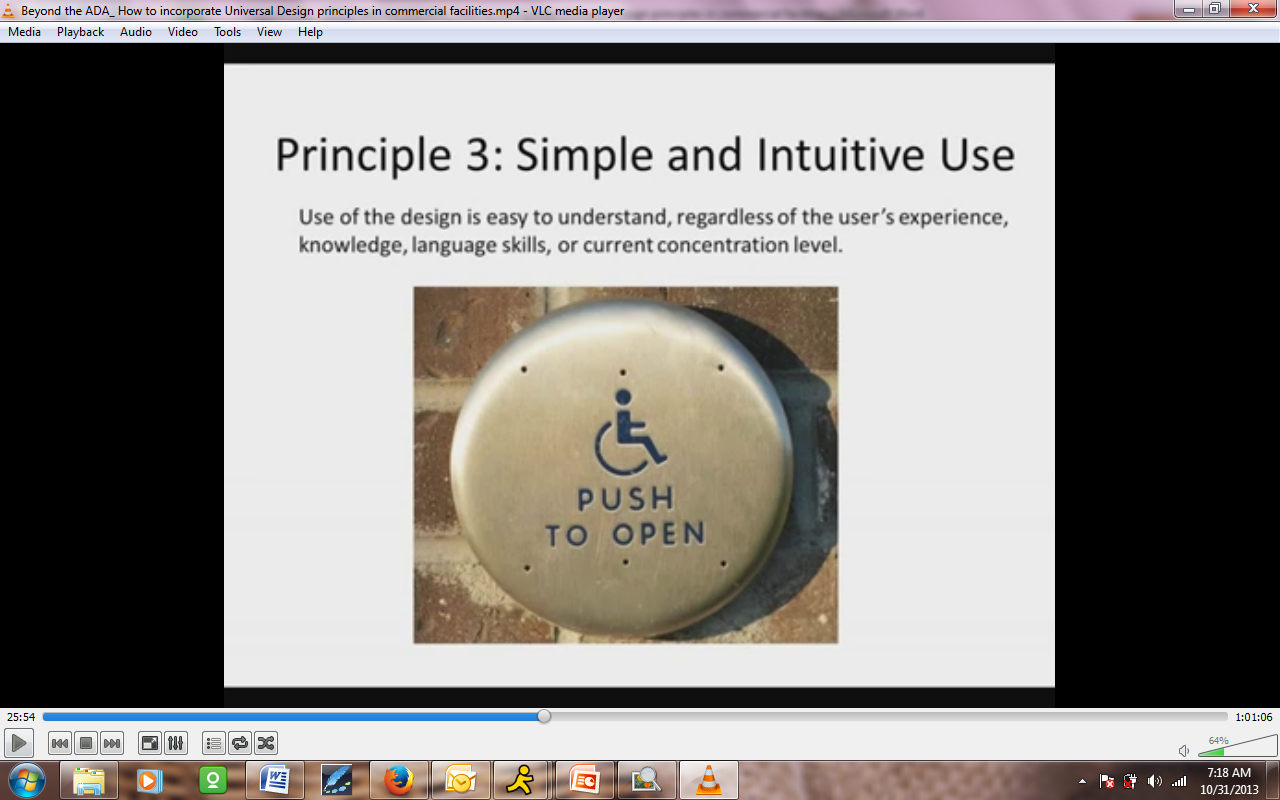 Beyond the ADA_ How to incorporate Universal Design principles in commercial facilities.mp4 - VLC media player
Media Playback Audio Video Tools View Help
Principle 3: Simple and Intuitive Use
Use of the design is easy to understand, regardless of the user's experience,
knowledge, language skills, or current concentration level.
PUSH
TO OPEN
25:54
1:01:06
64%
7:18 AM
10/31/2013